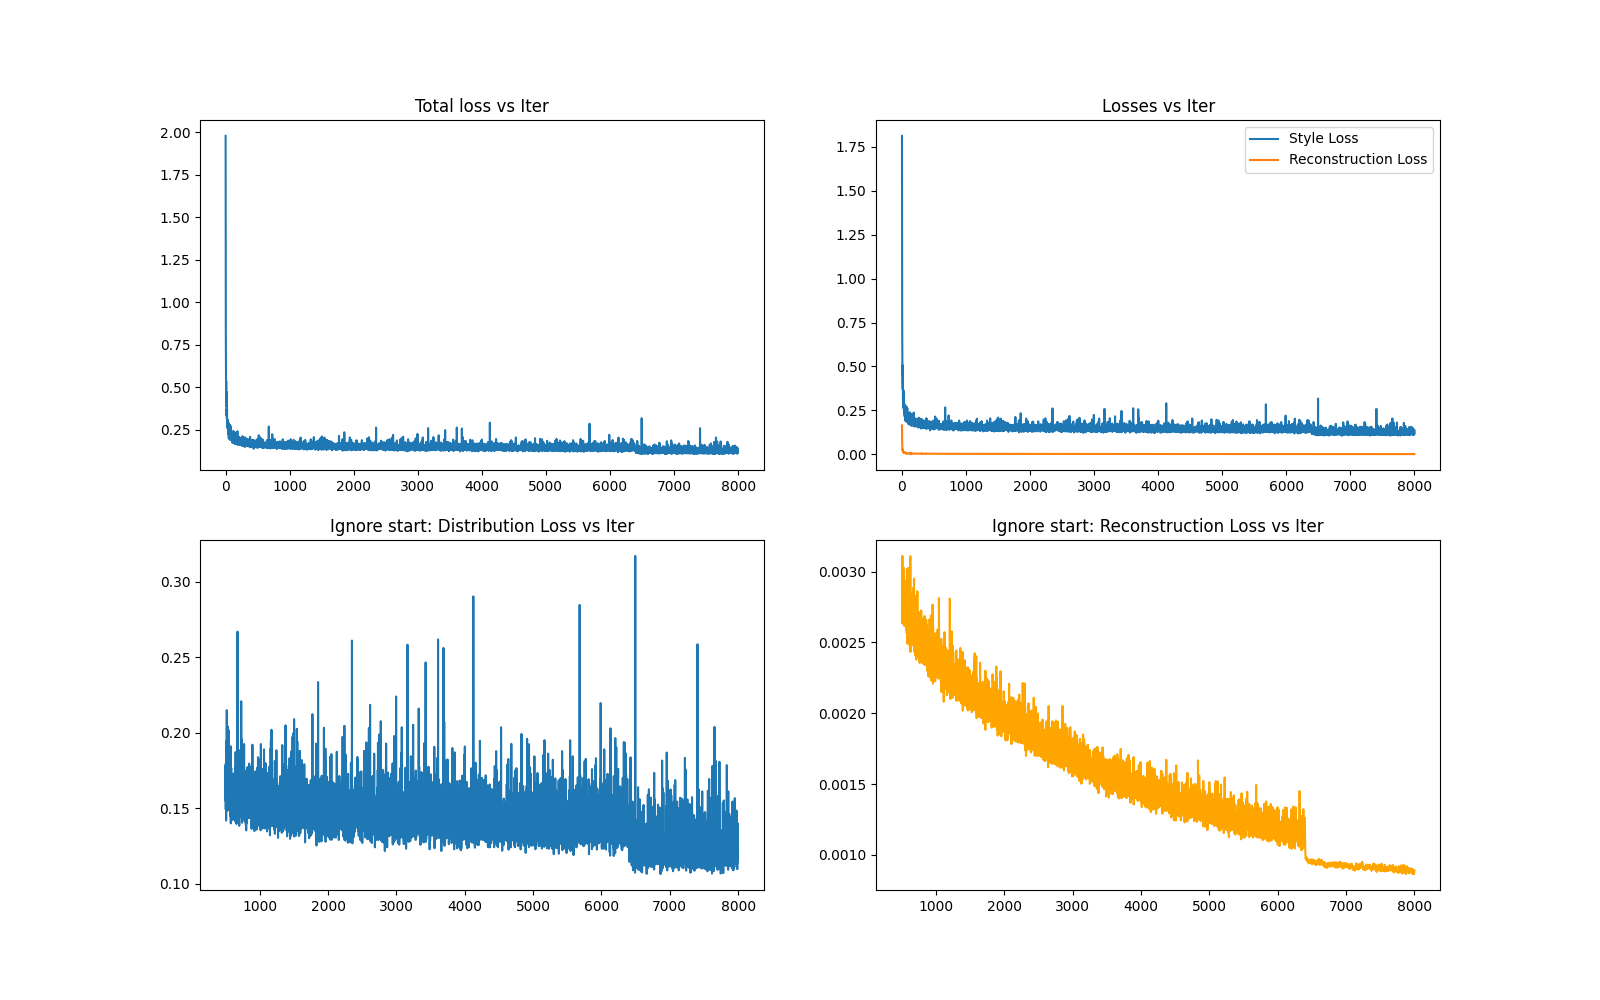 Total loss vs Iter
2.00
1.75
1.50
1.25
1.00
0.75
0.50
0.25
0 1000 2000 3000 4000 5000 6000 7000 8000
Losses vs Iter
Style Loss
Reconstruction Loss
1.75
1.50
1.25
1.00
0.75
0.50
0.25
0.00
0 1000 2000 3000 4000 5000 6000 7000 8000
Ignore start: Distribution Loss vs Iter
0.30
0.25
0.20
0.15
0.10
1000 2000 3000 4000 5000 6000 7000 8000
Ignore start: Reconstruction Loss vs Iter
0.0030
0.0025
0.0020
0.0015
0.0010
1000 2000 3000 4000 5000 6000 7000 8000